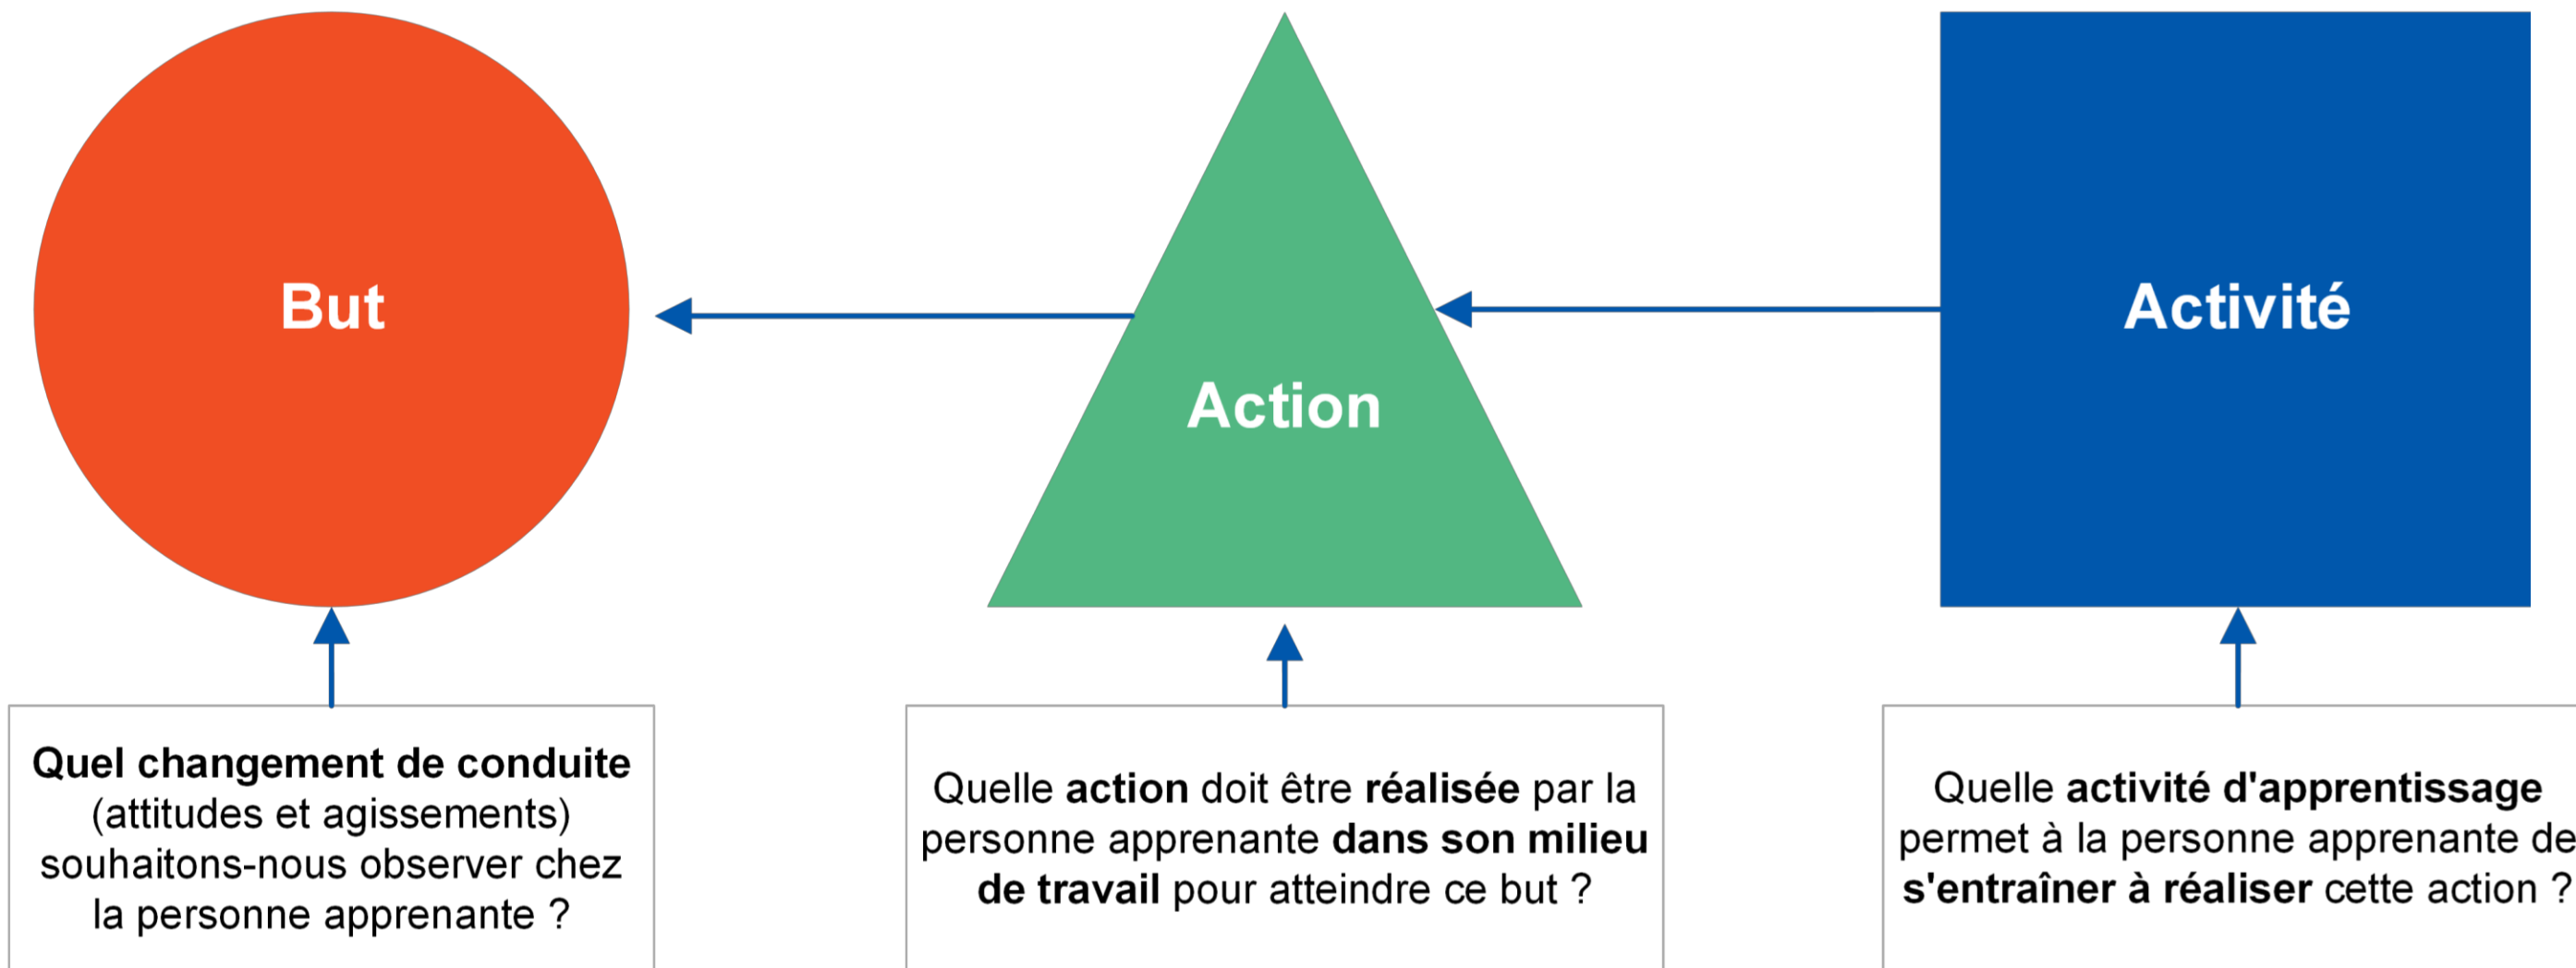 But
Action
Activité
Quel changement de conduite
(attitudes et agissements)
souhaitons-nous observer chez
la personne apprenante ?
Quelle action doit être réalisée par la
personne apprenante dans son milieu
de travail pour atteindre ce but ?
Quelle activité d'apprentissage
permet à la personne apprenante de
s'entraîner à réaliser cette action ?